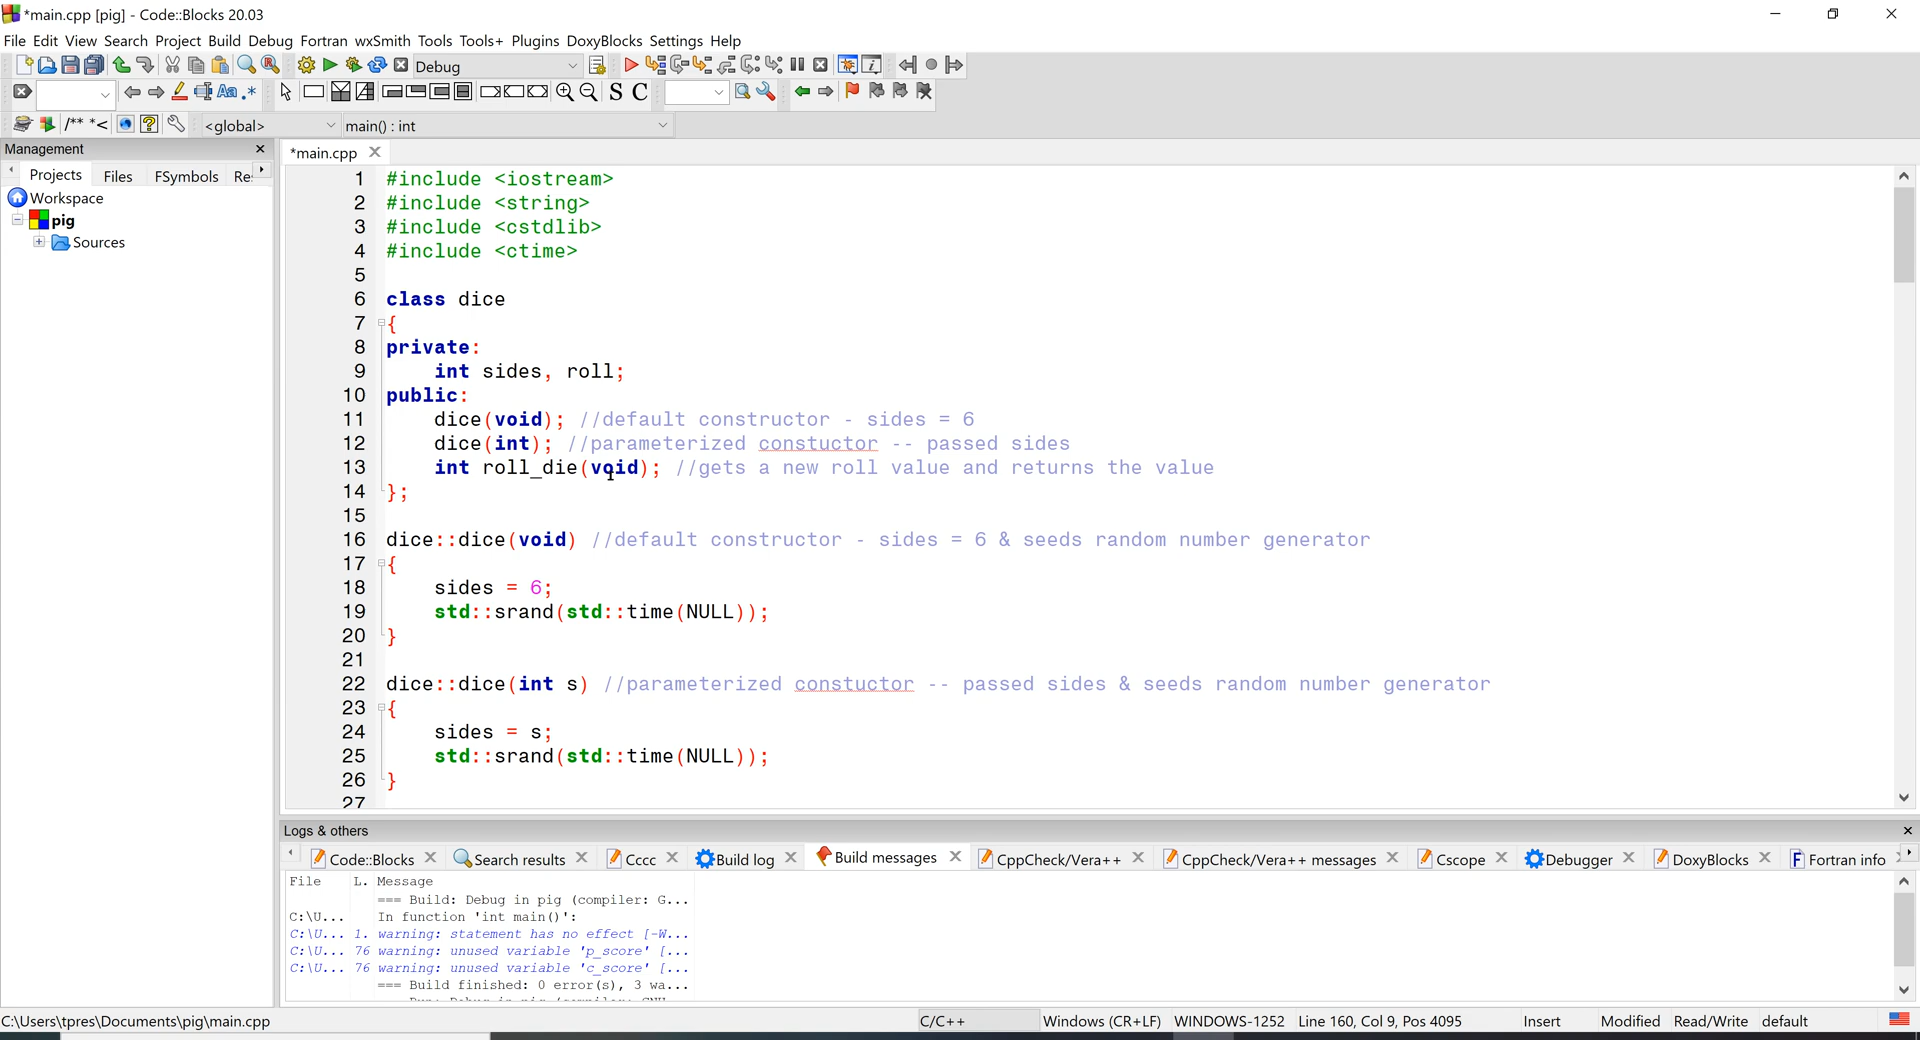 *main.cpp [pig] - Code::Blocks 20.03
File Edit View Search Project Build Debug Fortran wxSmith Tools Tools+ Plugins DoxyBlocks Settings Help
Debug
S C
/** *<
<global>
main() : int
Management
*main.cpp
Projects Files FSymbols Re
Workspace
pig
Sources
1 #include <iostream>
2 #include <string>
3 #include <cstdlib>
4 #include <ctime>
5
6 class dice
7 {
8 private:
9 int sides, roll;
10 public:
11 dice(void); //default constructor - sides = 6
12 dice(int); //parameterized constuctor -- passed sides
13 int roll_die(void); //gets a new roll value and returns the value
14 };
15
16 dice::dice(void) //default constructor - sides = 6 & seeds random number generator
17 {
18 sides = 6;
19 std::srand(std::time(NULL));
20 }
21
22 dice::dice(int s) //parameterized constuctor -- passed sides & seeds random number generator
23 {
24 sides = s;
25 std::srand(std::time(NULL));
26 }
27
Logs & others
Code::Blocks Search results Cccc Build log Build messages CppCheck/Vera++ CppCheck/Vera++ messages Cscope Debugger DoxyBlocks Fortran info
File L. Message
=== Build: Debug in pig (compiler: G...
C:\U... In function 'int main()':
C:\U... 1. warning: statement has no effect [-W...
C:\U... 76 warning: unused variable 'p_score' [...
C:\U... 76 warning: unused variable 'c_score' [...
=== Build finished: 0 error(s), 3 wa...
C:\Users\tpres\Documents\pig\main.cpp C/C++ Windows (CR+LF) WINDOWS-1252 Line 160, Col 9, Pos 4095 Insert Modified Read/Write default